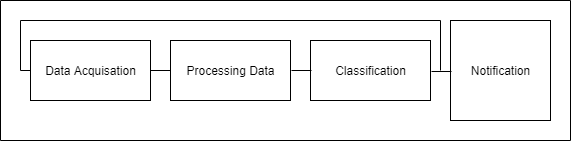 Data Acquisation
Processing Data
Classification
Notification